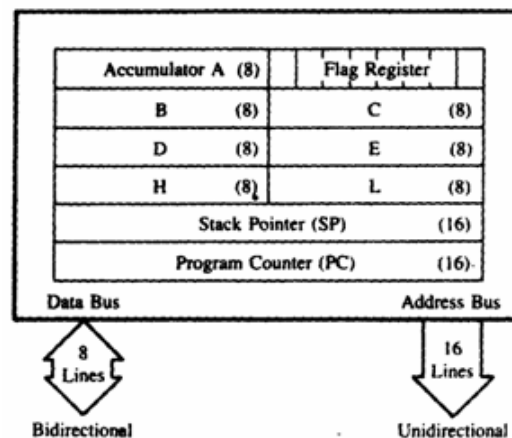 Accumulator A (8) Flag Register
B (8) C (8)
D (8) E (8)
H (8) L (8)
Stack Pointer (SP) (16)
Program Counter (PC) (16)
Data Bus Address Bus
8 Lines 16 Lines
Bidirectional Unidirectional